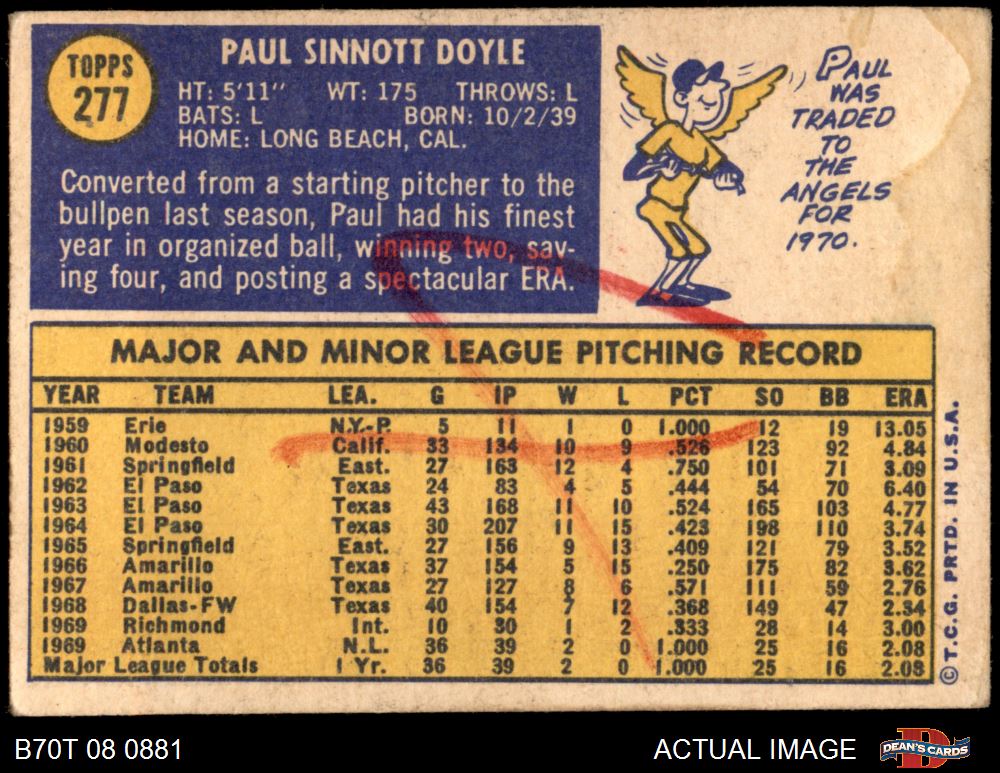 TOPPS
277
PAUL SINNOTT DOYLE
HT: 5'11" WT: 175 THROWS: L
BATS: L BORN: 10/2/39
HOME: LONG BEACH, CAL.
Converted from a starting pitcher to the
bullpen last season, Paul had his finest
year in organized ball, winning two, sav-
ing four, and posting a spectacular ERA.
PAUL
WAS
TRADED
TO
THE
ANGELS
FOR
1970.
MAJOR AND MINOR LEAGUE PITCHING RECORD
YEAR TEAM LEA. G IP W L PCT SO BB ERA
1959 Erie N.Y.-P. 5 11 1 0 1.000 12 19 13.05
1960 Modesto Calif. 33 134 10 9 .526 123 92 4.84
1961 Springfield East. 27 163 12 4 .750 101 71 3.09
1962 El Paso Texas 24 83 4 5 .444 54 70 6.40
1963 El Paso Texas 43 168 11 10 .524 165 103 4.77
1964 El Paso Texas 30 207 11 15 .423 198 110 3.74
1965 Springfield East. 27 156 9 13 .409 121 79 3.52
1966 Amarillo Texas 37 154 5 15 .250 175 82 3.62
1967 Amarillo Texas 27 127 8 6 .571 111 59 2.76
1968 Dallas-FW Texas 40 154 7 12 .368 149 47 2.34
1969 Richmond Int. 10 30 1 2 .333 28 14 3.00
1969 Atlanta N.L. 36 39 2 0 1.000 25 16 2.08
Major League Totals 1 Yr. 36 39 2 0 1.000 25 16 2.08
©T.C.G. PRTD. IN U.S.A.
B70T 08 0881
ACTUAL IMAGE
DEAN'S CARDS